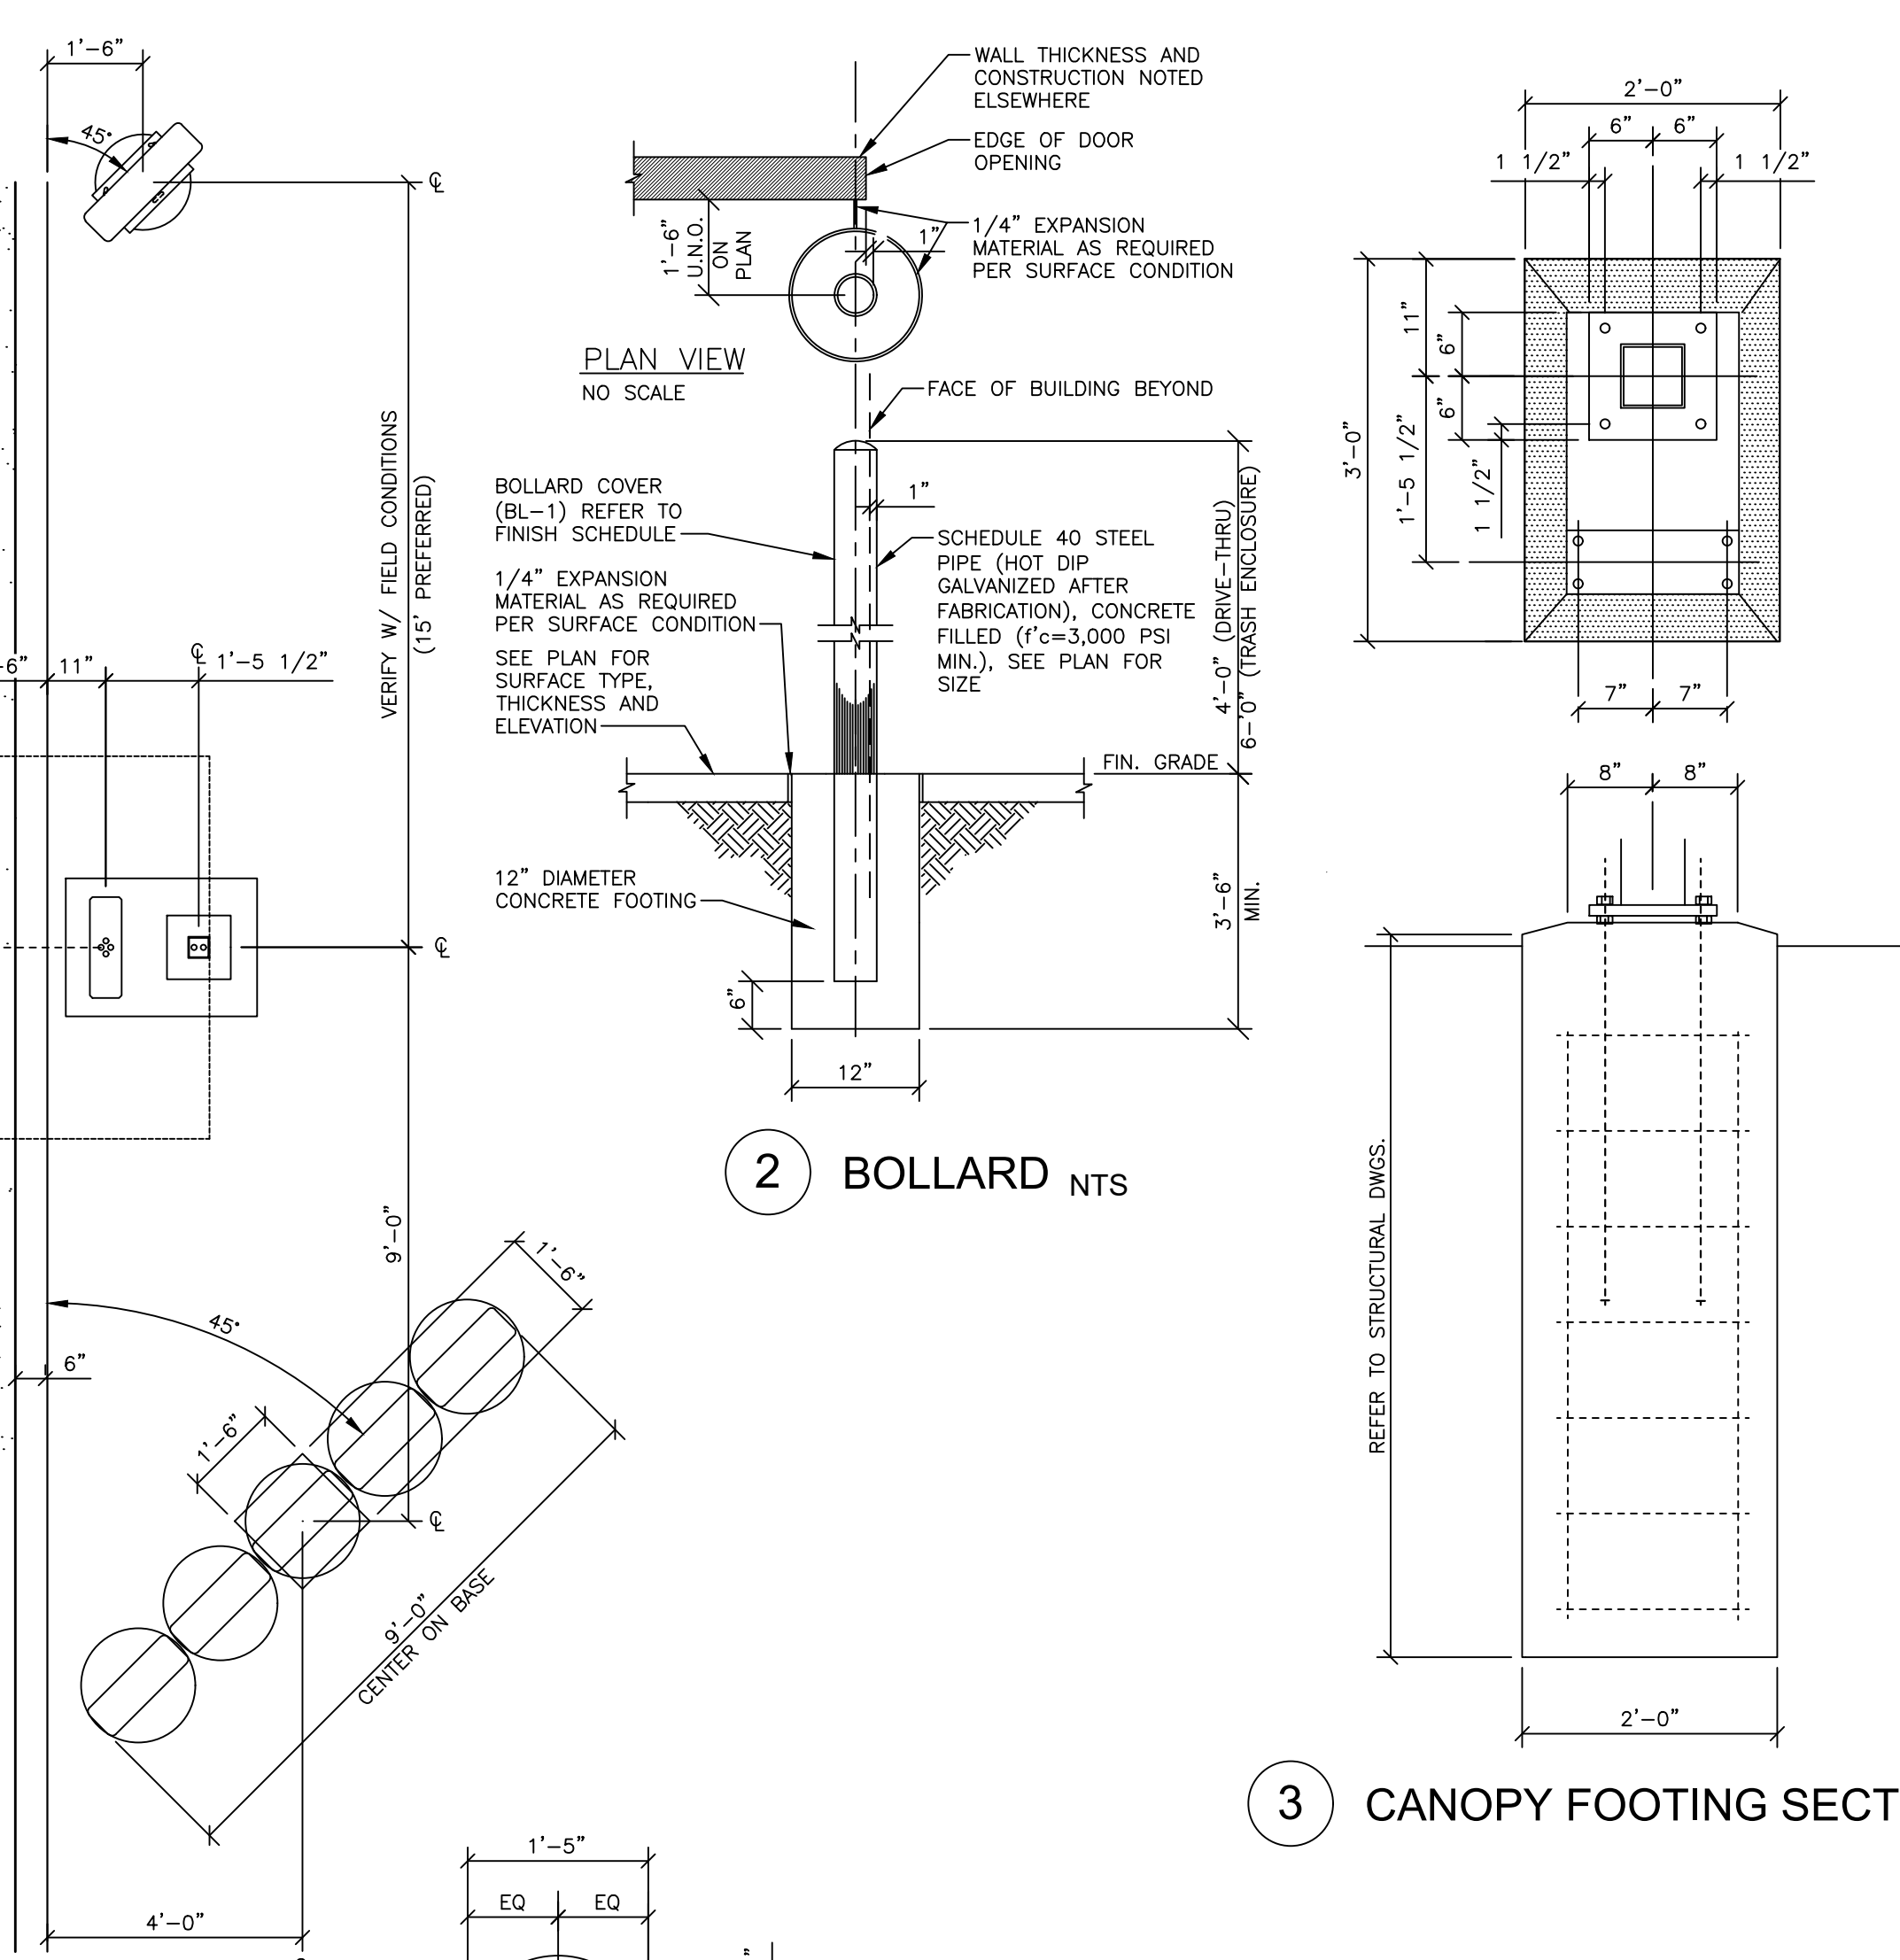 1'-6"
45°
℄
VERIFY W/ FIELD CONDITIONS
(15' PREFERRED)
11"
℄ 1'-5 1/2"
℄
9'-0"
45°
6"
1'-6"
1'-6"
℄
9'-0"
CENTER ON BASE
4'-0"
WALL THICKNESS AND
CONSTRUCTION NOTED
ELSEWHERE
EDGE OF DOOR
OPENING
1/4" EXPANSION
MATERIAL AS REQUIRED
PER SURFACE CONDITION
1"
1'-6"
U.N.O.
ON
PLAN
PLAN VIEW
NO SCALE
FACE OF BUILDING BEYOND
BOLLARD COVER
(BL-1) REFER TO
FINISH SCHEDULE
1/4" EXPANSION
MATERIAL AS REQUIRED
PER SURFACE CONDITION
SEE PLAN FOR
SURFACE TYPE,
THICKNESS AND
ELEVATION
1"
SCHEDULE 40 STEEL
PIPE (HOT DIP
GALVANIZED AFTER
FABRICATION), CONCRETE
FILLED (f'c=3,000 PSI
MIN.), SEE PLAN FOR
SIZE
4'-0" (DRIVE-THRU)
6-'0" (TRASH ENCLOSURE)
FIN. GRADE
12" DIAMETER
CONCRETE FOOTING
3'-6"
MIN.
6"
12"
2 BOLLARD NTS
2'-0"
6" 6"
1 1/2" 1 1/2"
11"
6"
6"
3'-0"
1'-5 1/2"
1 1/2"
7" 7"
8" 8"
REFER TO STRUCTURAL DWGS.
2'-0"
3 CANOPY FOOTING SECT
1'-5"
EQ EQ